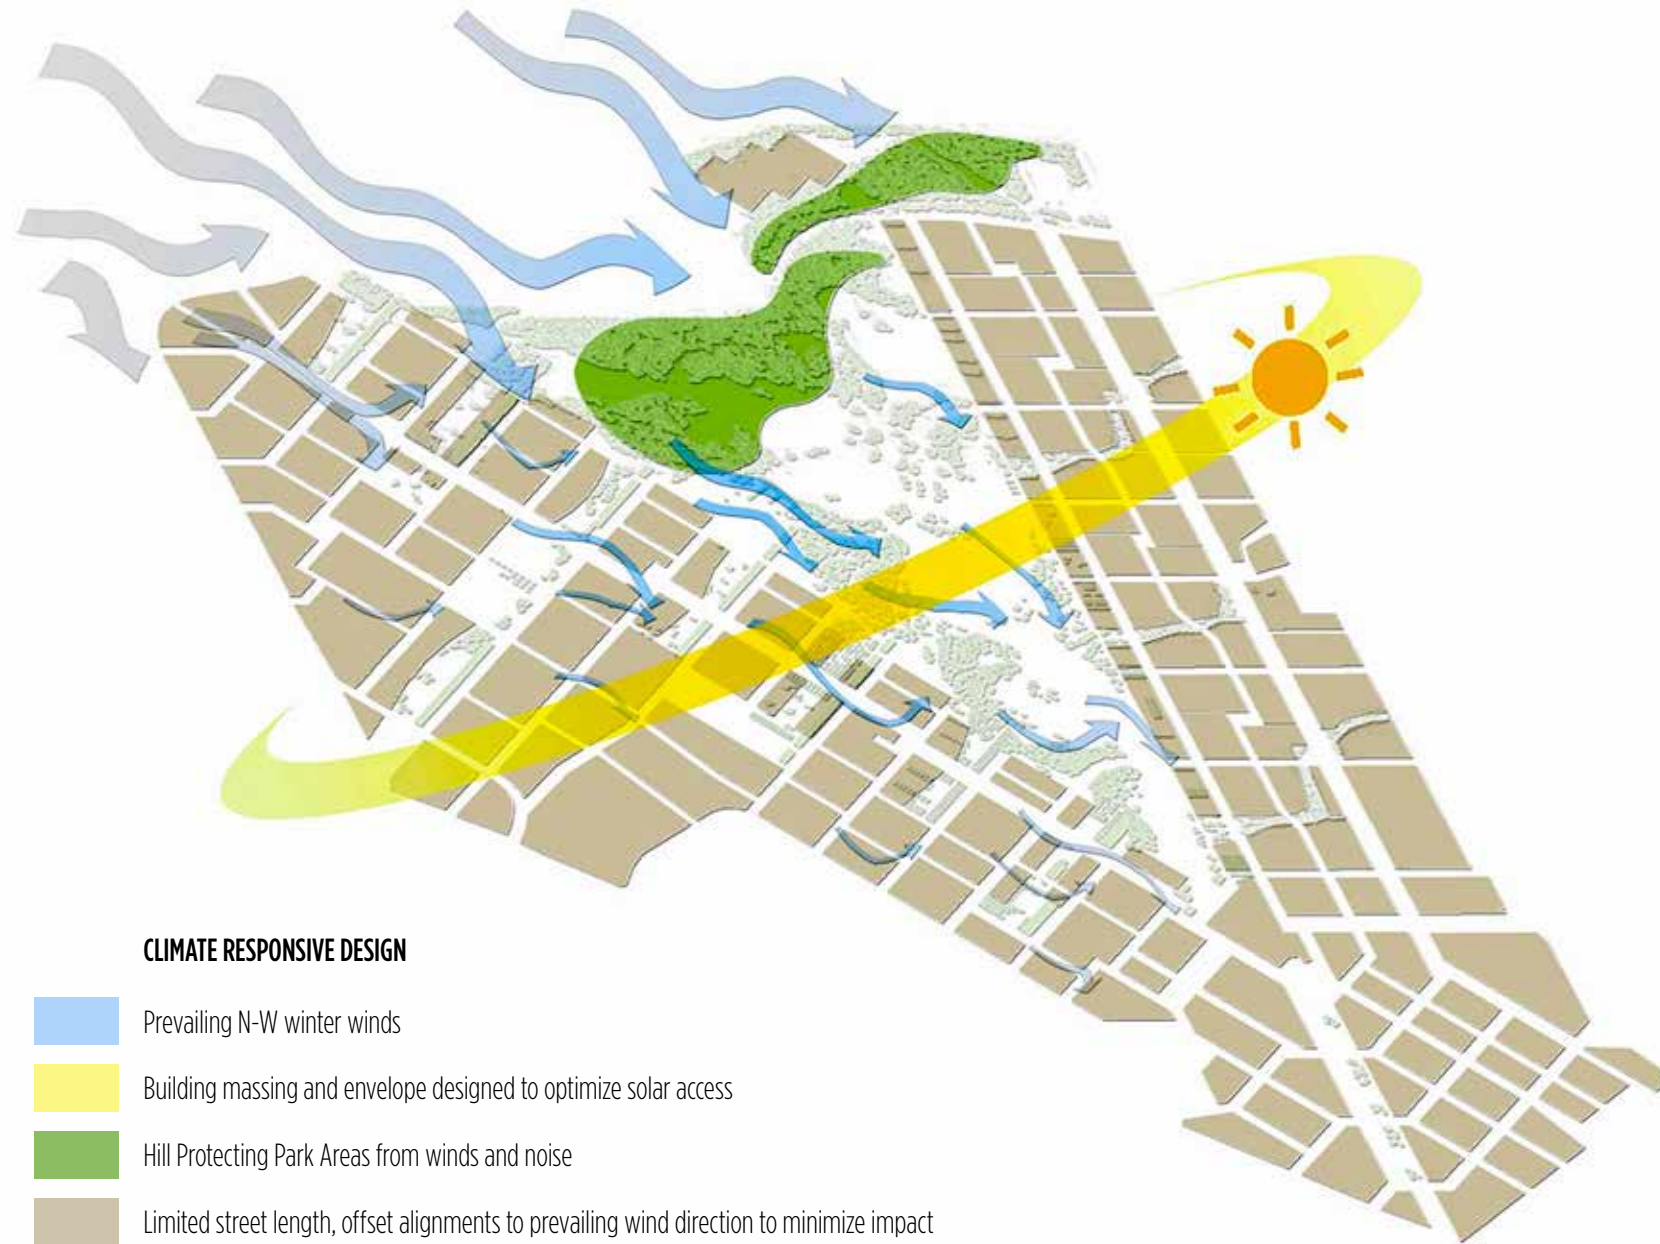 CLIMATE RESPONSIVE DESIGN
Prevailing N-W winter winds
Building massing and envelope designed to optimize solar access
Hill Protecting Park Areas from winds and noise
Limited street length, offset alignments to prevailing wind direction to minimize impact